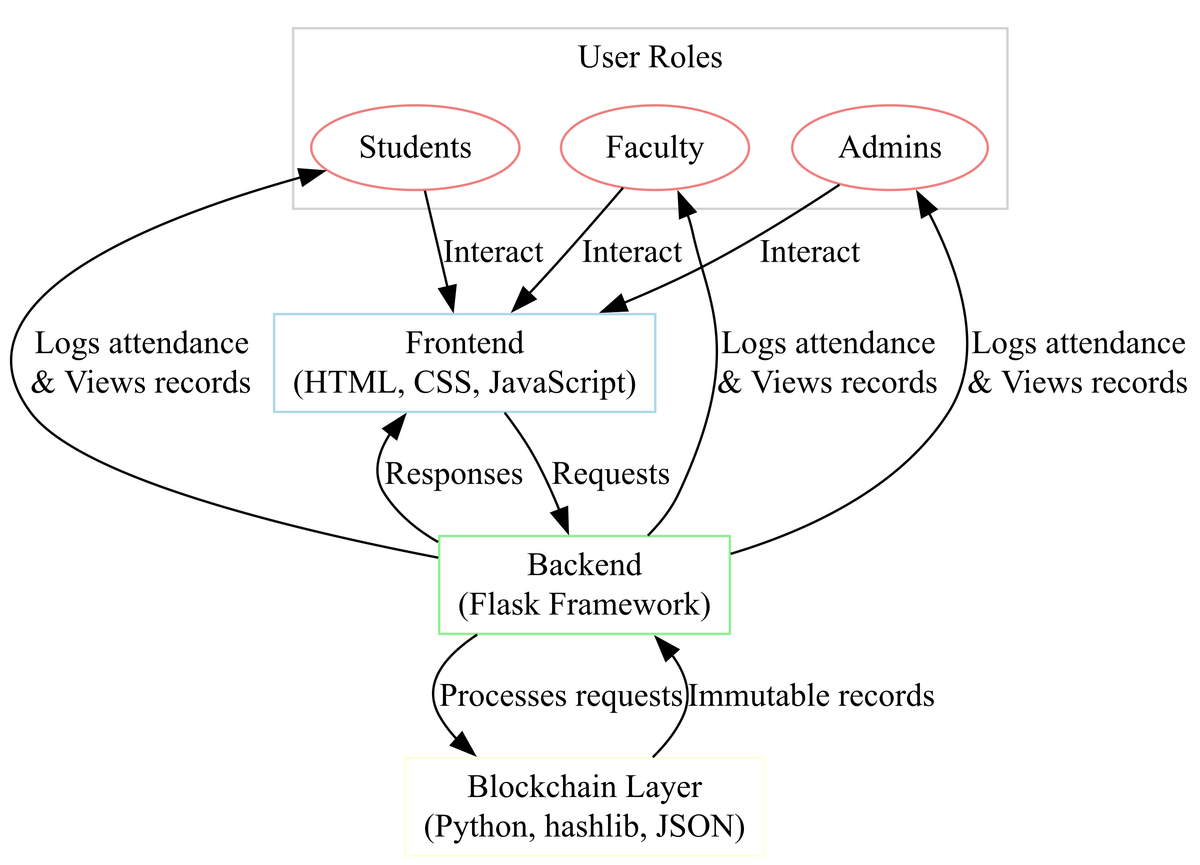 User Roles
Students
Faculty
Admins
Interact
Interact
Interact
Frontend
(HTML, CSS, JavaScript)
Logs attendance
& Views records
Logs attendance
& Views records
Logs attendance
& Views records
Responses
Requests
Backend
(Flask Framework)
Processes requests
Immutable records
Blockchain Layer
(Python, hashlib, JSON)